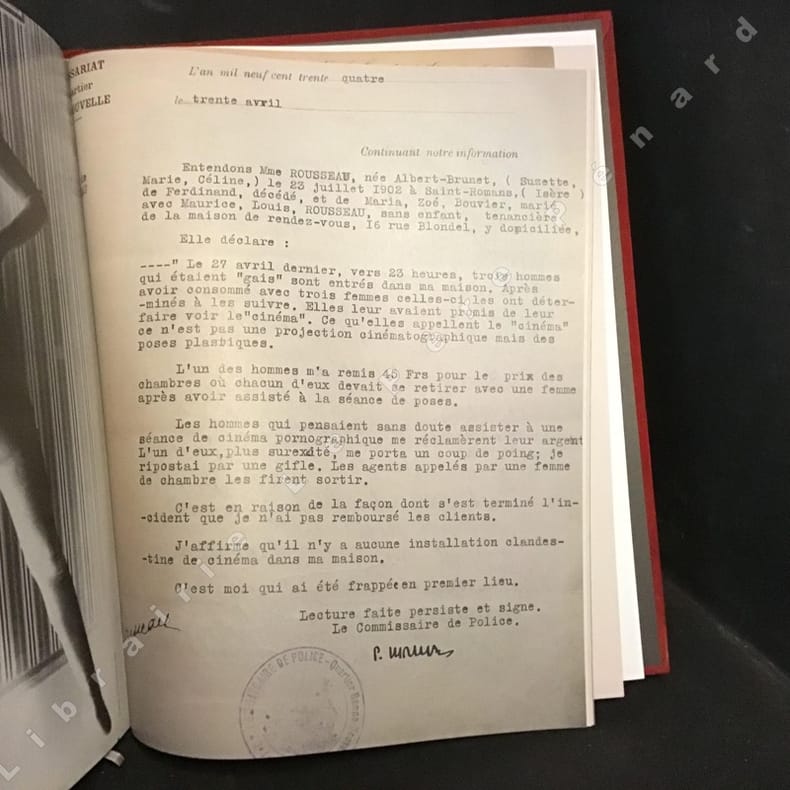 SSARIAT
artier
OUVELLE
L'an mil neuf cent trente quatre
le trente avril
Continuant notre information
Entendons Mme ROUSSEAU, née Albert-Brunet, ( Suzette,
Marie, Céline,) le 23 juillet 1902 à Saint-Romans,( Isère )
de Ferdinand, décédé, et de Maria, Zoé, Bouvier, marié
avec Maurice, Louis, ROUSSEAU, sans enfant, tenancière
de la maison de rendez-vous, 16 rue Blondel, y domiciliée,
Elle déclare :
----" Le 27 avril dernier, vers 23 heures, trois hommes
qui étaient "gais" sont entrés dans ma maison. Après
avoir consommé avec trois femmes celles-ci les ont déter-
-minés à les suivre. Elles leur avaient promis de leur
faire voir le"cinéma". Ce qu'elles appellent le "cinéma"
ce n'est pas une projection cinématographique mais des
poses plastiques.
L'un des hommes m'a remis 45 Frs pour le prix des
chambres où chacun d'eux devait se retirer avec une femme
après avoir assisté à la séance de poses.
Les hommes qui pensaient sans doute assister à une
séance de cinéma pornographique me réclamèrent leur argent
L'un d'eux,plus surexité, me porta un coup de poing; je
ripostai par une gifle. Les agents appelés par une femme
de chambre les firent sortir.
C'est en raison de la façon dont s'est terminé l'in-
-cident que je n'ai pas remboursé les clients.
J'affirme qu'il n'y a aucune installation clandes-
-tine de cinéma dans ma maison.
C'est moi qui ai été frappée en premier lieu.
Lecture faite persiste et signe.
Le Commissaire de Police.
DE POLICE - Quartier Bonne
Librairie Le Renard